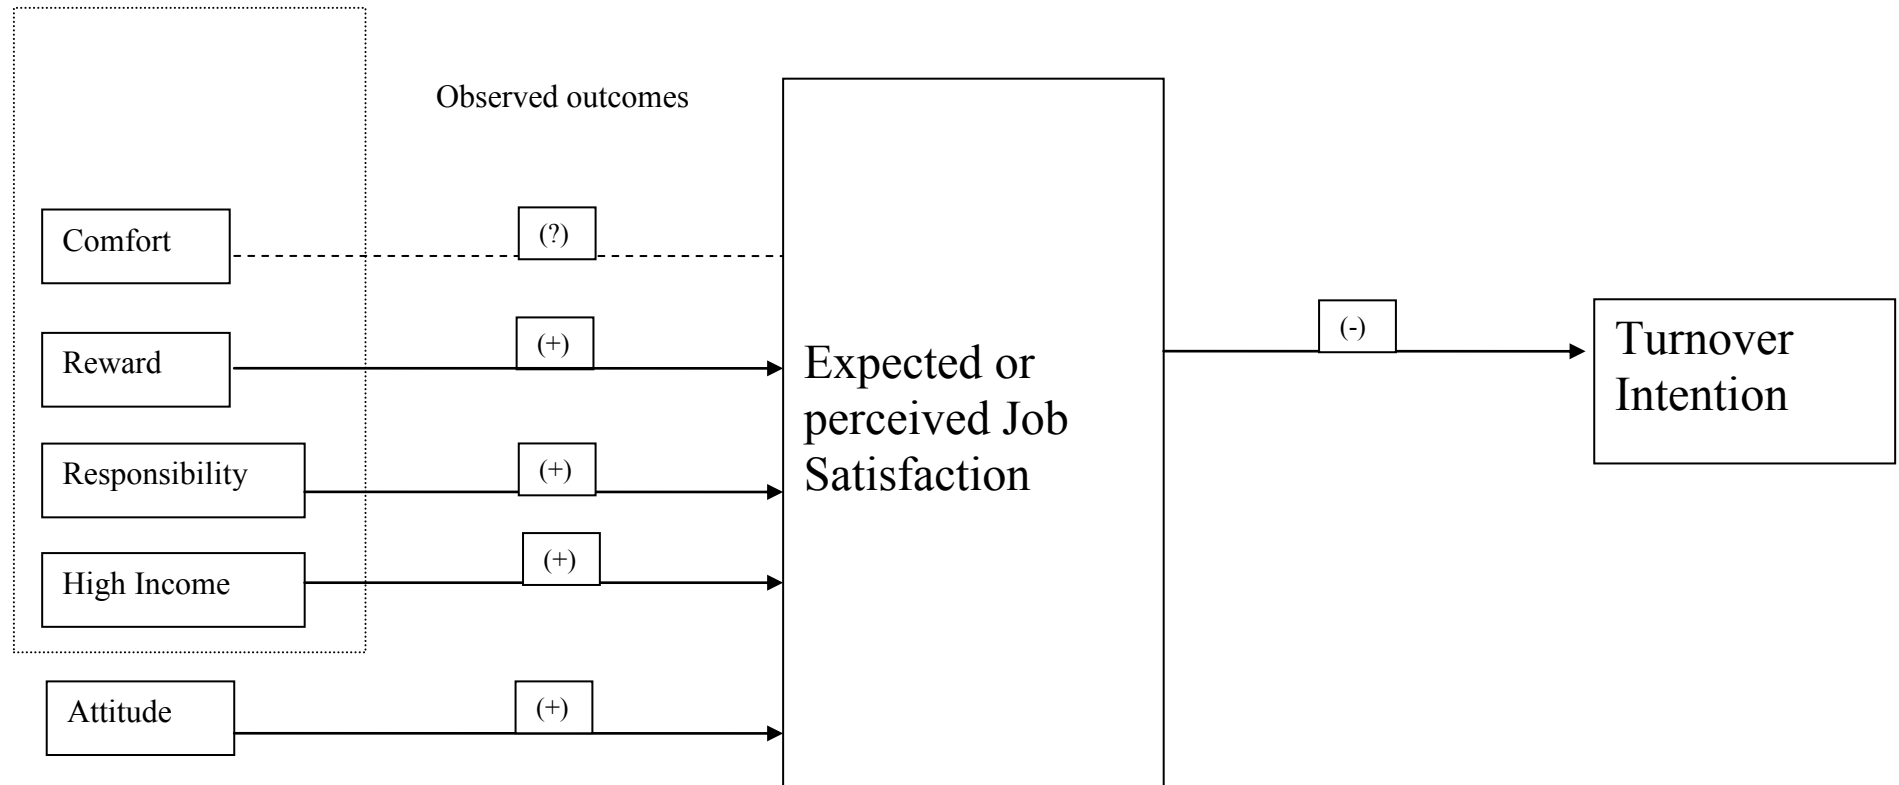 Observed outcomes
Comfort
(?)
Reward
(+)
Responsibility
(+)
High Income
(+)
Attitude
(+)
Expected or
perceived Job
Satisfaction
(-)
Turnover
Intention